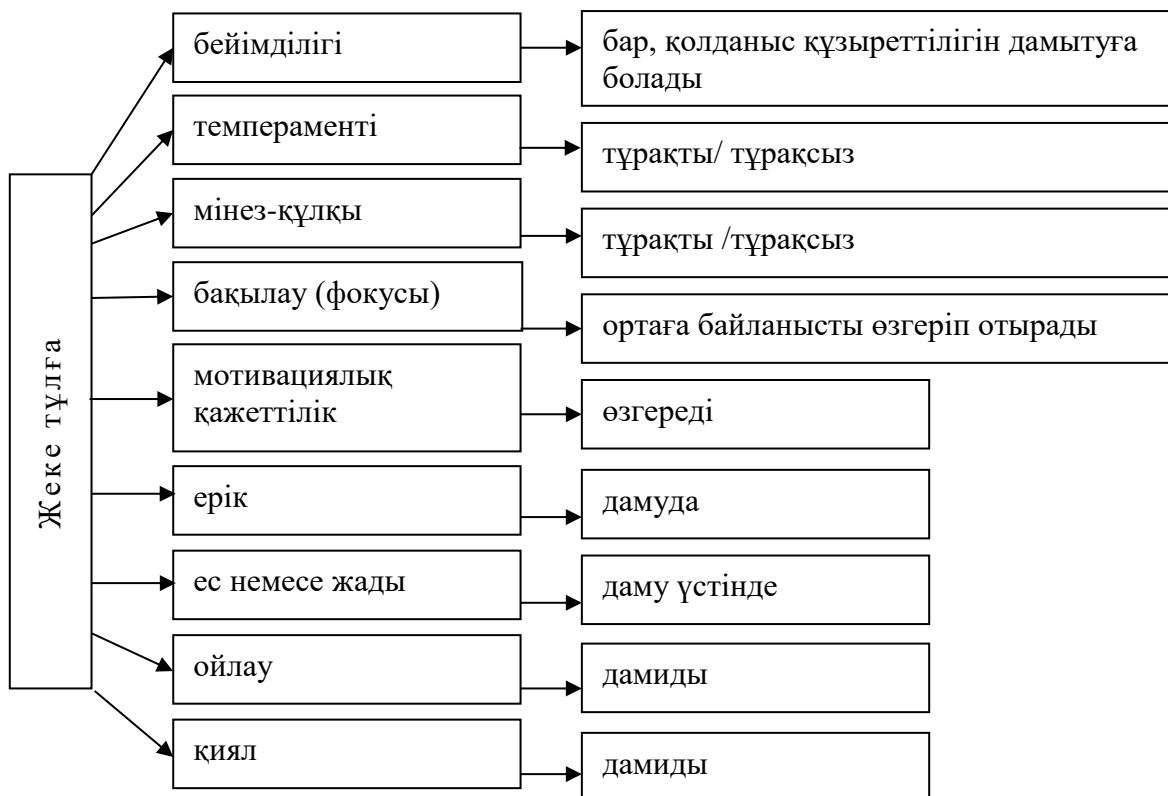 Жеке тұлға
бейімділігі
бар, қолданыс құзыреттілігін дамытуға
болады
темпераменті
тұрақты/ тұрақсыз
мінез-құлқы
тұрақты /тұрақсыз
бақылау (фокусы)
ортаға байланысты өзгеріп отырады
мотивациялық
қажеттілік
өзгереді
ерік
дамуда
ес немесе жады
даму үстінде
ойлау
дамиды
қиял
дамиды